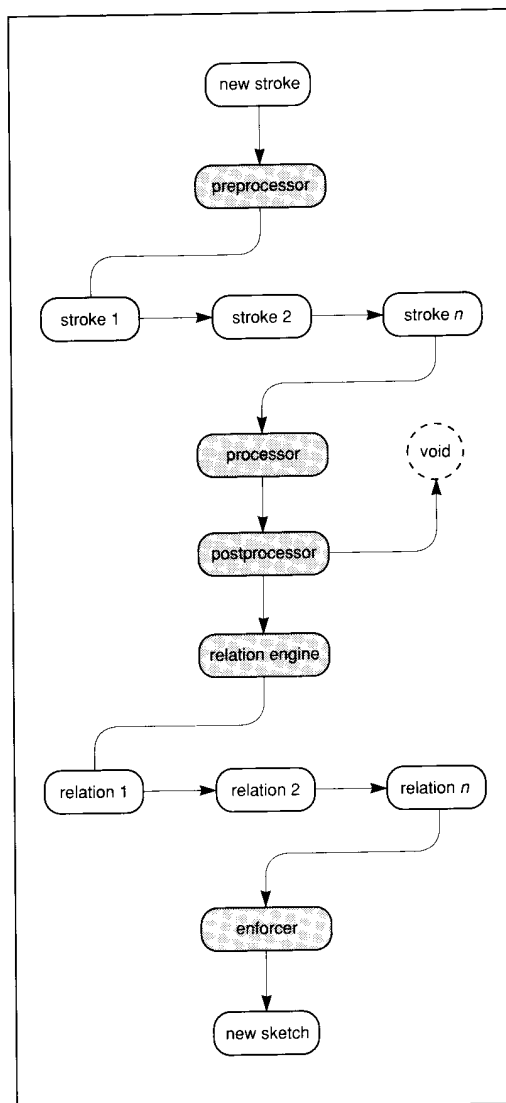 new stroke
preprocessor
stroke 1
stroke 2
stroke n
processor
void
postprocessor
relation engine
relation 1
relation 2
relation n
enforcer
new sketch